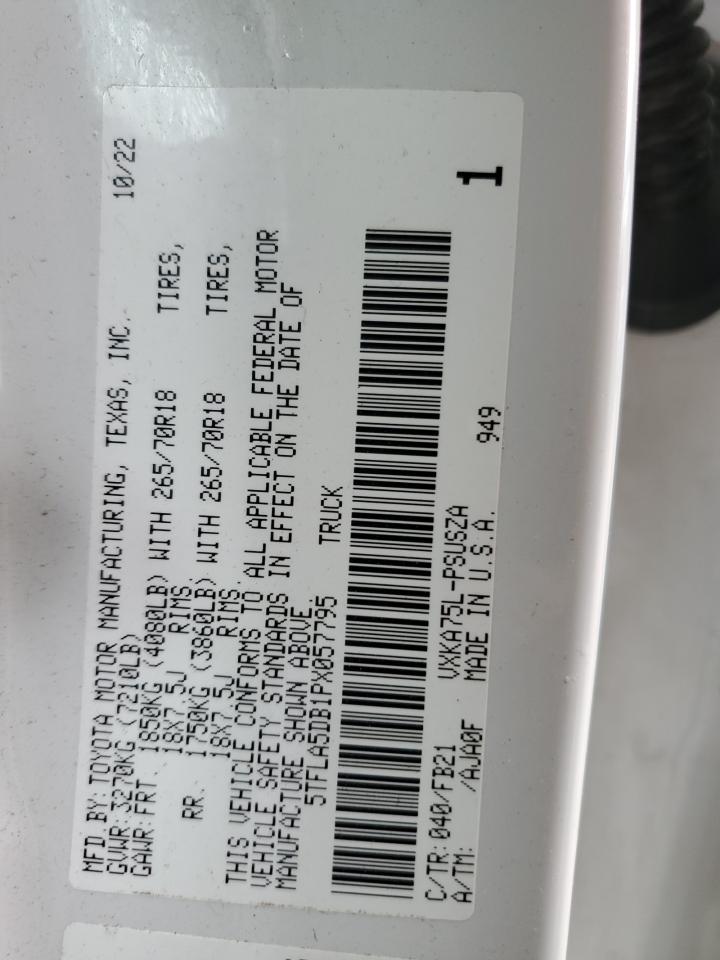 MFD BY:TOYOTA MOTOR MANUFACTURING, TEXAS, INC. 10/22
GVWR:3270KG (7210LB)
GAWR:FRT. 1850KG (4080LB) WITH 265/70R18 TIRES,
18X7.5J RIMS.
RR. 1750KG (3860LB) WITH 265/70R18 TIRES,
18X7.5J RIMS.
THIS VEHICLE CONFORMS TO ALL APPLICABLE FEDERAL MOTOR
VEHICLE SAFETY STANDARDS IN EFFECT ON THE DATE OF
MANUFACTURE SHOWN ABOVE.
5TFLA5DB1PX057795 TRUCK
C/TR:040/FB21 VXKA75L-PSUSZA
A/TM: /AJA0F MADE IN U.S.A. 949
1